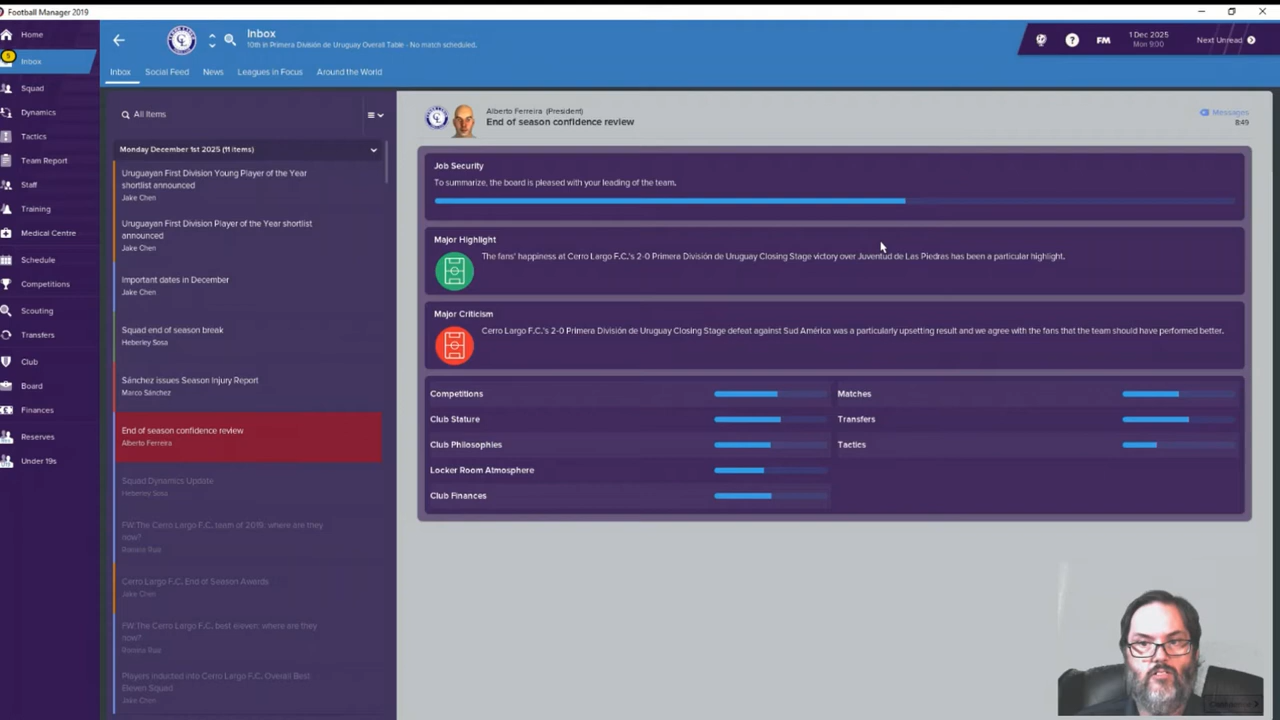 Football Manager 2019
Home
5
Inbox
Squad
Dynamics
Tactics
Team Report
Staff
Training
Medical Centre
Schedule
Competitions
Scouting
Transfers
Club
Board
Finances
Reserves
Under 19s
Inbox
10th in Primera División de Uruguay Overall Table - No match scheduled.
? FM
1 Dec 2025
Mon 9:00
Next Unread
Inbox Social Feed News Leagues in Focus Around the World
All Items
Monday December 1st 2025 (11 items)
Uruguayan First Division Young Player of the Year
shortlist announced
Jake Chen
Uruguayan First Division Player of the Year shortlist
announced
Jake Chen
Important dates in December
Jake Chen
Squad end of season break
Heberley Sosa
Sánchez issues Season Injury Report
Marco Sánchez
End of season confidence review
Alberto Ferreira
Squad Dynamics Update
Heberley Sosa
FW:The Cerro Largo F.C. team of 2019: where are they
now?
Romina Ruiz
Cerro Largo F.C. End of Season Awards
Jake Chen
FW:The Cerro Largo F.C. best eleven: where are they
now?
Romina Ruiz
Players inducted into Cerro Largo F.C. Overall Best
Eleven Squad
Jake Chen
Alberto Ferreira (President)
End of season confidence review
Messages
8:49
Job Security
To summarize, the board is pleased with your leading of the team.
Major Highlight
The fans' happiness at Cerro Largo F.C.'s 2-0 Primera División de Uruguay Closing Stage victory over Juventud de Las Piedras has been a particular highlight.
Major Criticism
Cerro Largo F.C.'s 2-0 Primera División de Uruguay Closing Stage defeat against Sud América was a particularly upsetting result and we agree with the fans that the team should have performed better.
Competitions
Matches
Club Stature
Transfers
Club Philosophies
Tactics
Locker Room Atmosphere
Club Finances